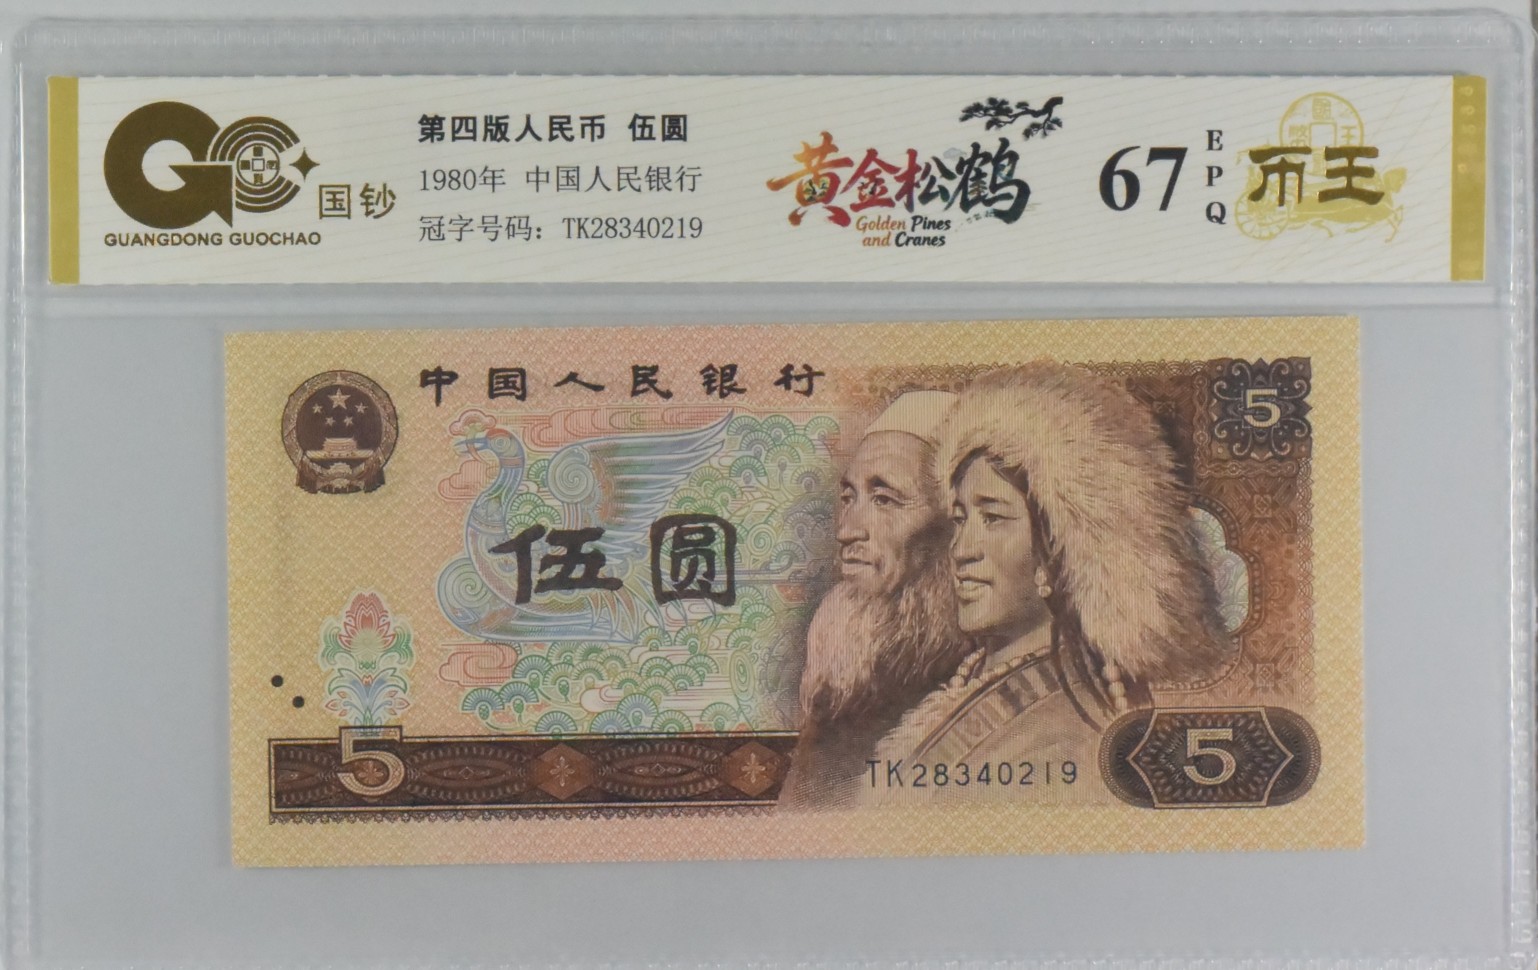 国钞
GUANGDONG GUOCHAO
第四版人民币 伍圆
1980年 中国人民银行
冠字号码：TK28340219
黄金松鹤
Golden Pines
and Cranes
67
EPQ
币王
中国人民银行
5
伍圆
5
TK28340219
5